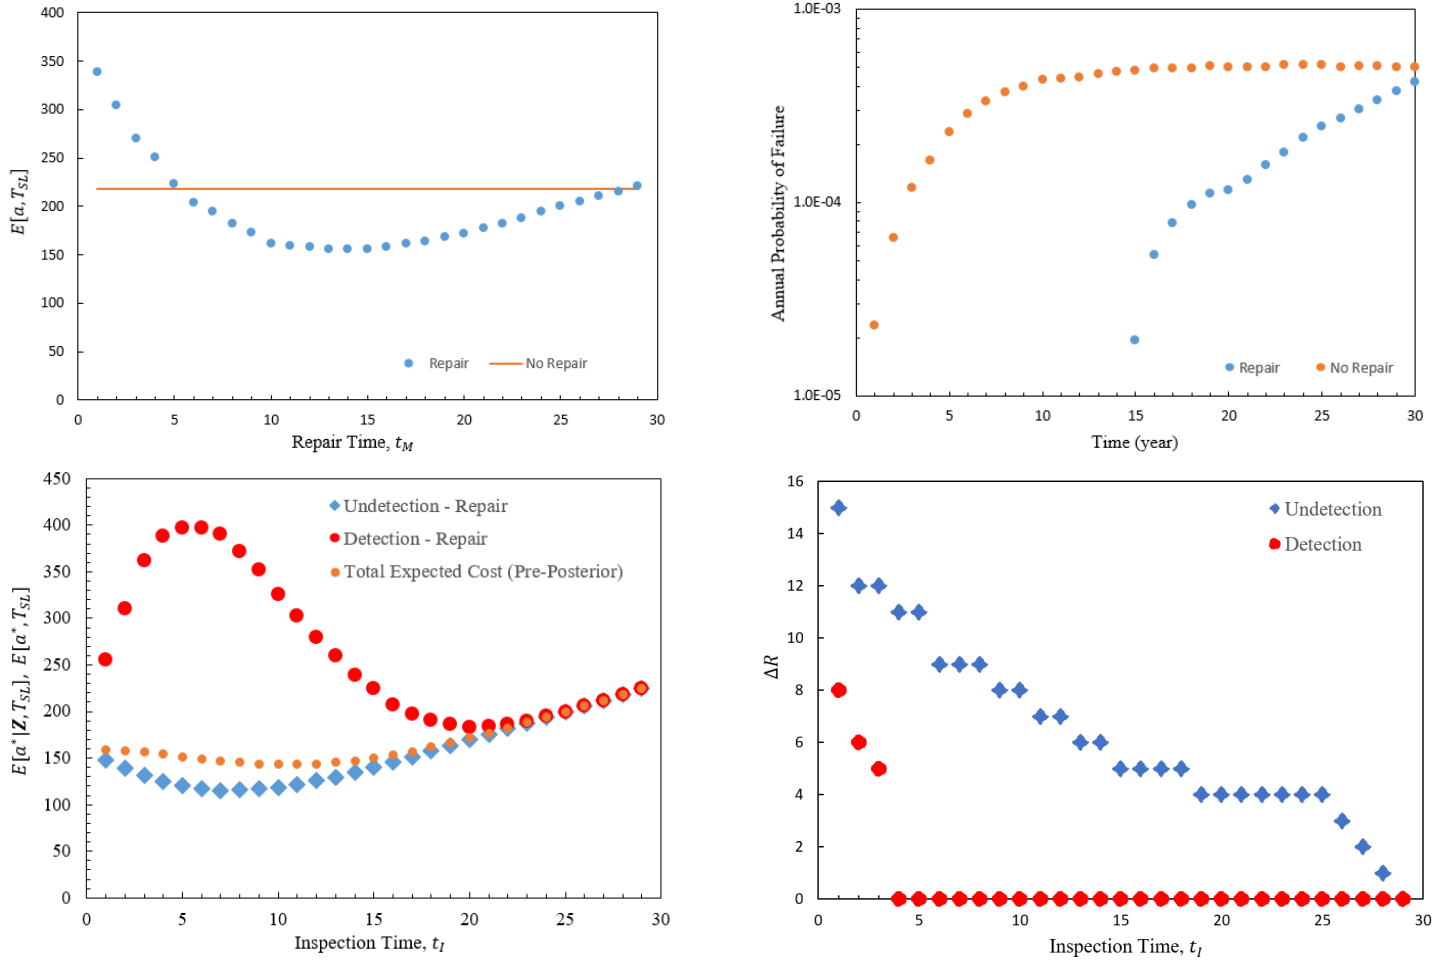 400
350
300
250
200
150
100
50
0
E[a, T_SL]
Repair
No Repair
0 5 10 15 20 25 30
Repair Time, t_M
1.0E-03
1.0E-04
1.0E-05
Annual Probability of Failure
Repair
No Repair
0 5 10 15 20 25 30
Time (year)
450
400
350
300
250
200
150
100
50
0
E[a*|Z, T_SL], E[a*, T_SL]
Undetection - Repair
Detection - Repair
Total Expected Cost (Pre-Posterior)
0 5 10 15 20 25 30
Inspection Time, t_I
16
14
12
10
8
6
4
2
0
ΔR
Undetection
Detection
0 5 10 15 20 25 30
Inspection Time, t_I